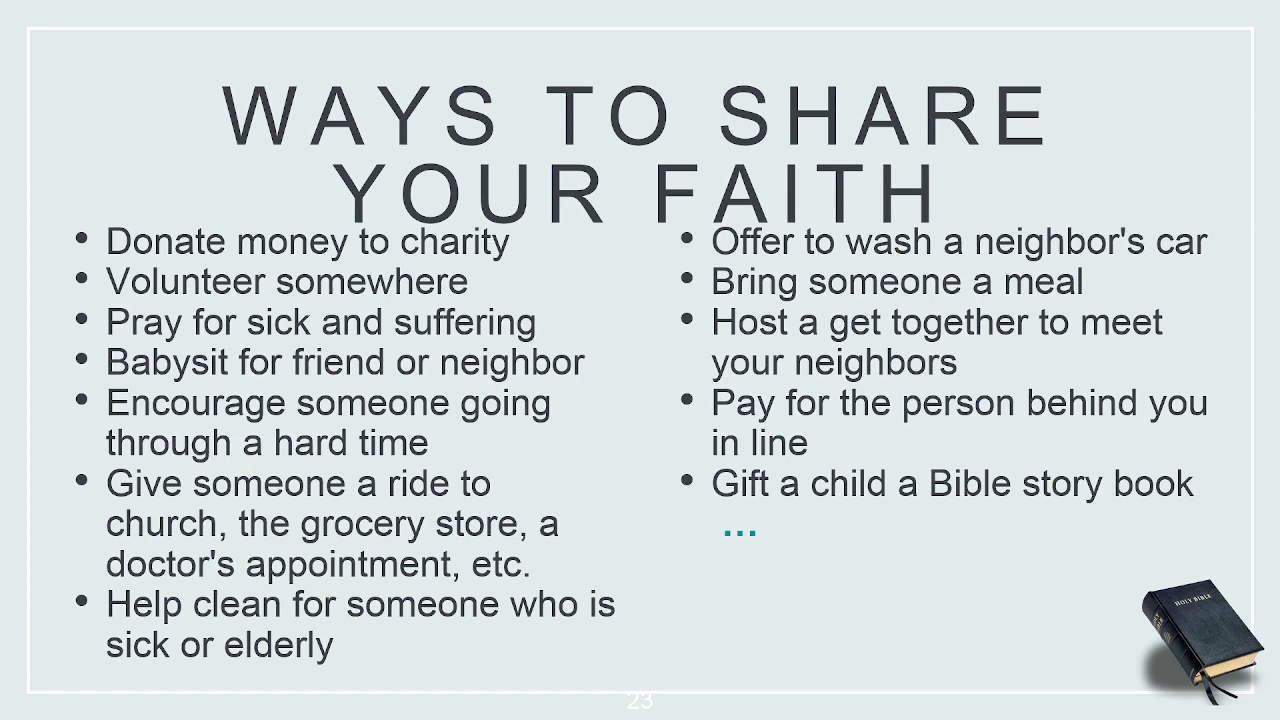 WAYS TO SHARE
YOUR FAITH
• Donate money to charity
• Volunteer somewhere
• Pray for sick and suffering
• Babysit for friend or neighbor
• Encourage someone going
through a hard time
• Give someone a ride to
church, the grocery store, a
doctor's appointment, etc.
• Help clean for someone who is
sick or elderly
• Offer to wash a neighbor's car
• Bring someone a meal
• Host a get together to meet
your neighbors
• Pay for the person behind you
in line
• Gift a child a Bible story book
...
HOLY BIBLE
23